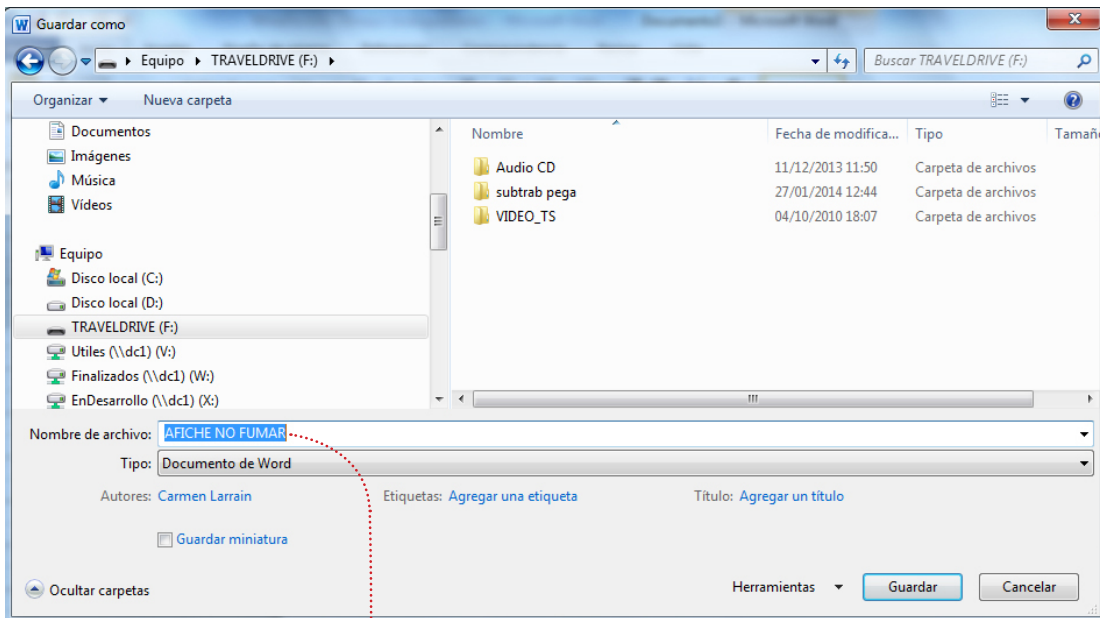 Guardar como
Equipo TRAVELDRIVE (F:)
Buscar TRAVELDRIVE (F:)
Organizar Nueva carpeta
Documentos
Imágenes
Música
Vídeos
Equipo
Disco local (C:)
Disco local (D:)
TRAVELDRIVE (F:)
Utiles (\\dc1) (V:)
Finalizados (\\dc1) (W:)
EnDesarrollo (\\dc1) (X:)
Nombre Fecha de modifica... Tipo Tamañ
Audio CD 11/12/2013 11:50 Carpeta de archivos
subtrab pega 27/01/2014 12:44 Carpeta de archivos
VIDEO_TS 04/10/2010 18:07 Carpeta de archivos
Nombre de archivo: AFICHE NO FUMAR
Tipo: Documento de Word
Autores: Carmen Larrain Etiquetas: Agregar una etiqueta Título: Agregar un título
Guardar miniatura
Ocultar carpetas Herramientas Guardar Cancelar